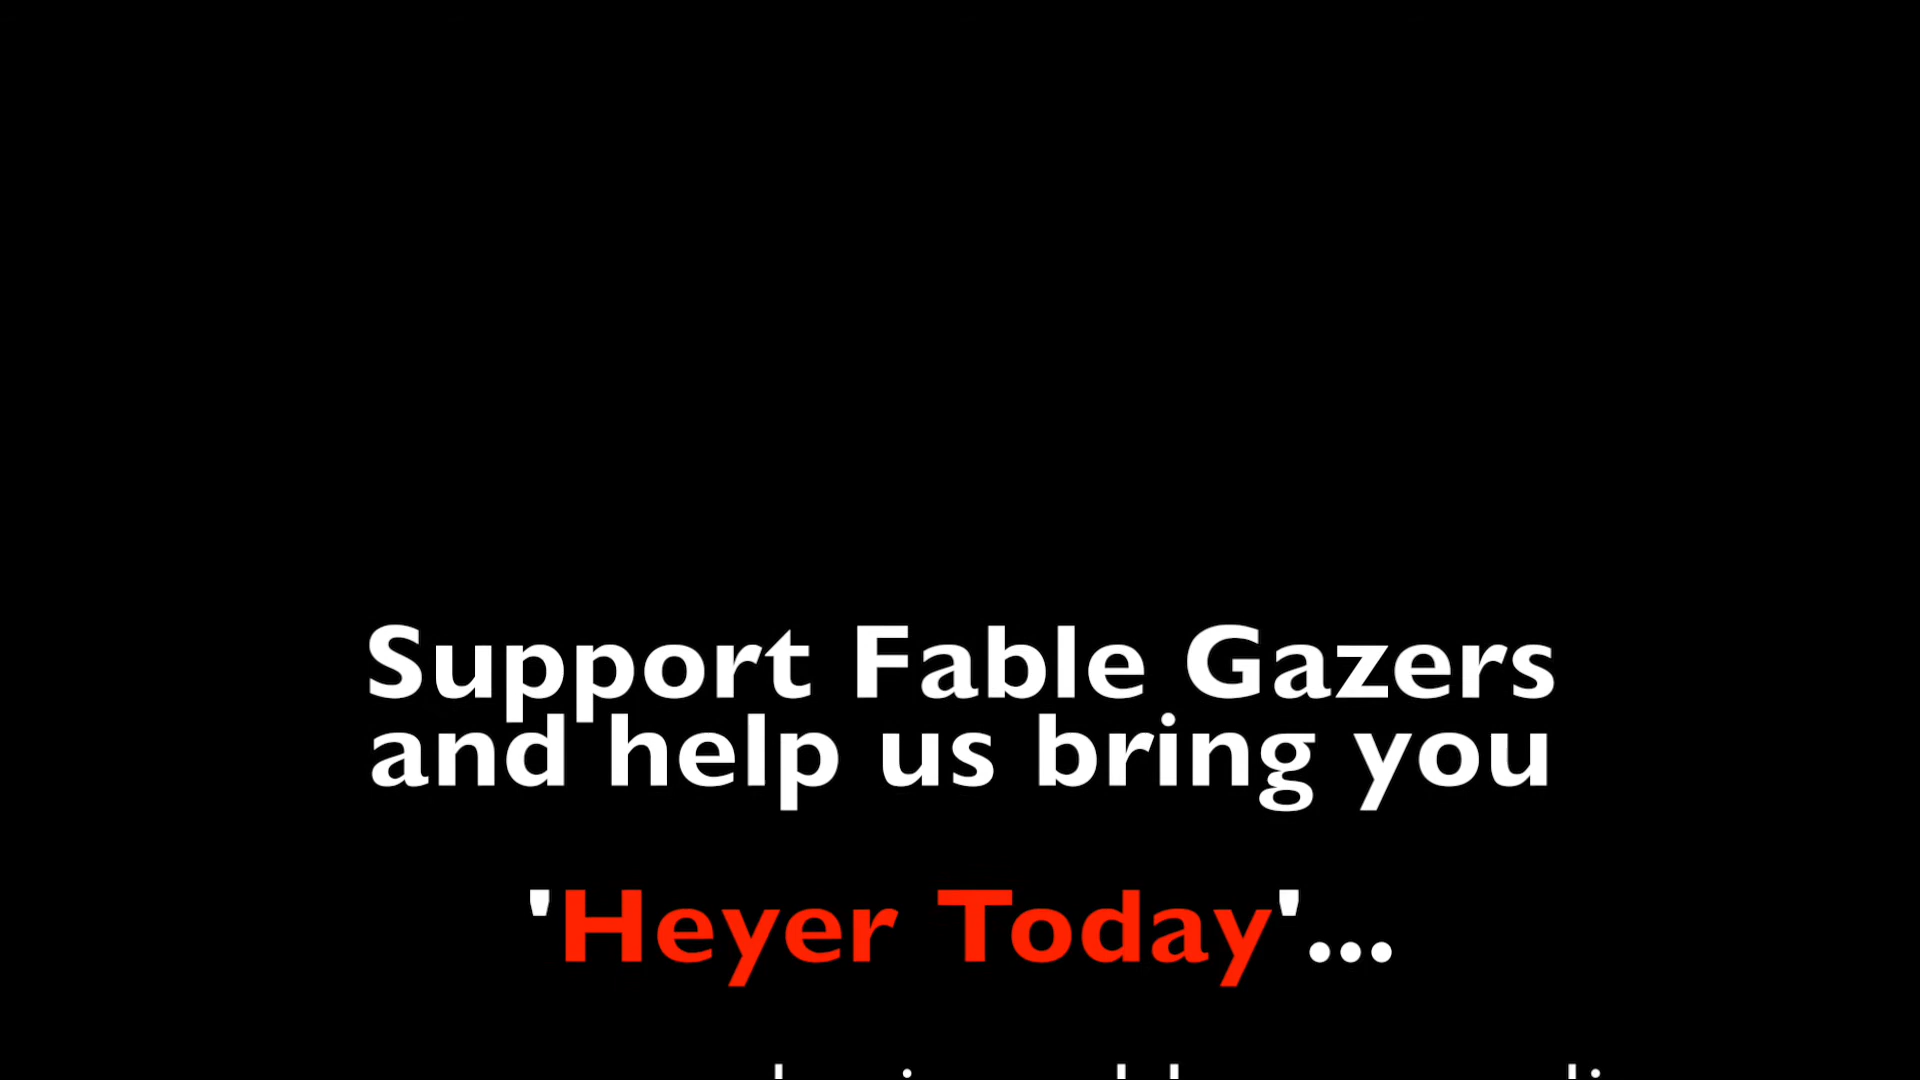 Support Fable Gazers
and help us bring you
'Heyer Today'...